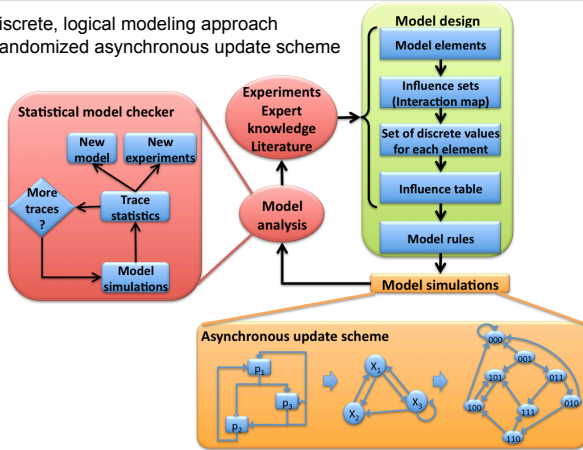 iscrete, logical modeling approach
andomized asynchronous update scheme
Model design
Model elements
Influence sets
(Interaction map)
Set of discrete values
for each element
Influence table
Model rules
Model simulations
Experiments
Expert
knowledge
Literature
Model
analysis
Statistical model checker
New
model
New
experiments
More
traces
?
Trace
statistics
Model
simulations
Asynchronous update scheme
p1
p3
p2
X1
X2
X3
000
001
101
011
100
111
010
110